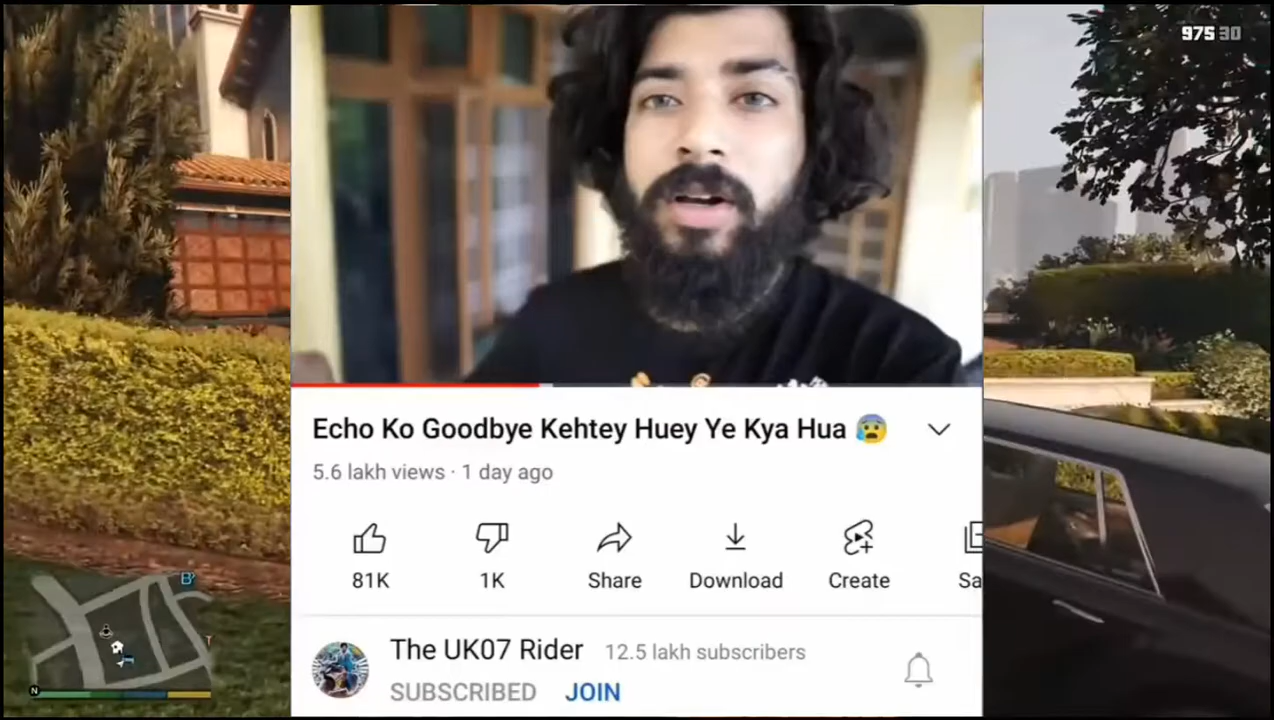 975 30
Echo Ko Goodbye Kehtey Huey Ye Kya Hua 😰
5.6 lakh views · 1 day ago
81K
1K
Share
Download
Create
Sa
The UK07 Rider 12.5 lakh subscribers
SUBSCRIBED JOIN
B
T
N